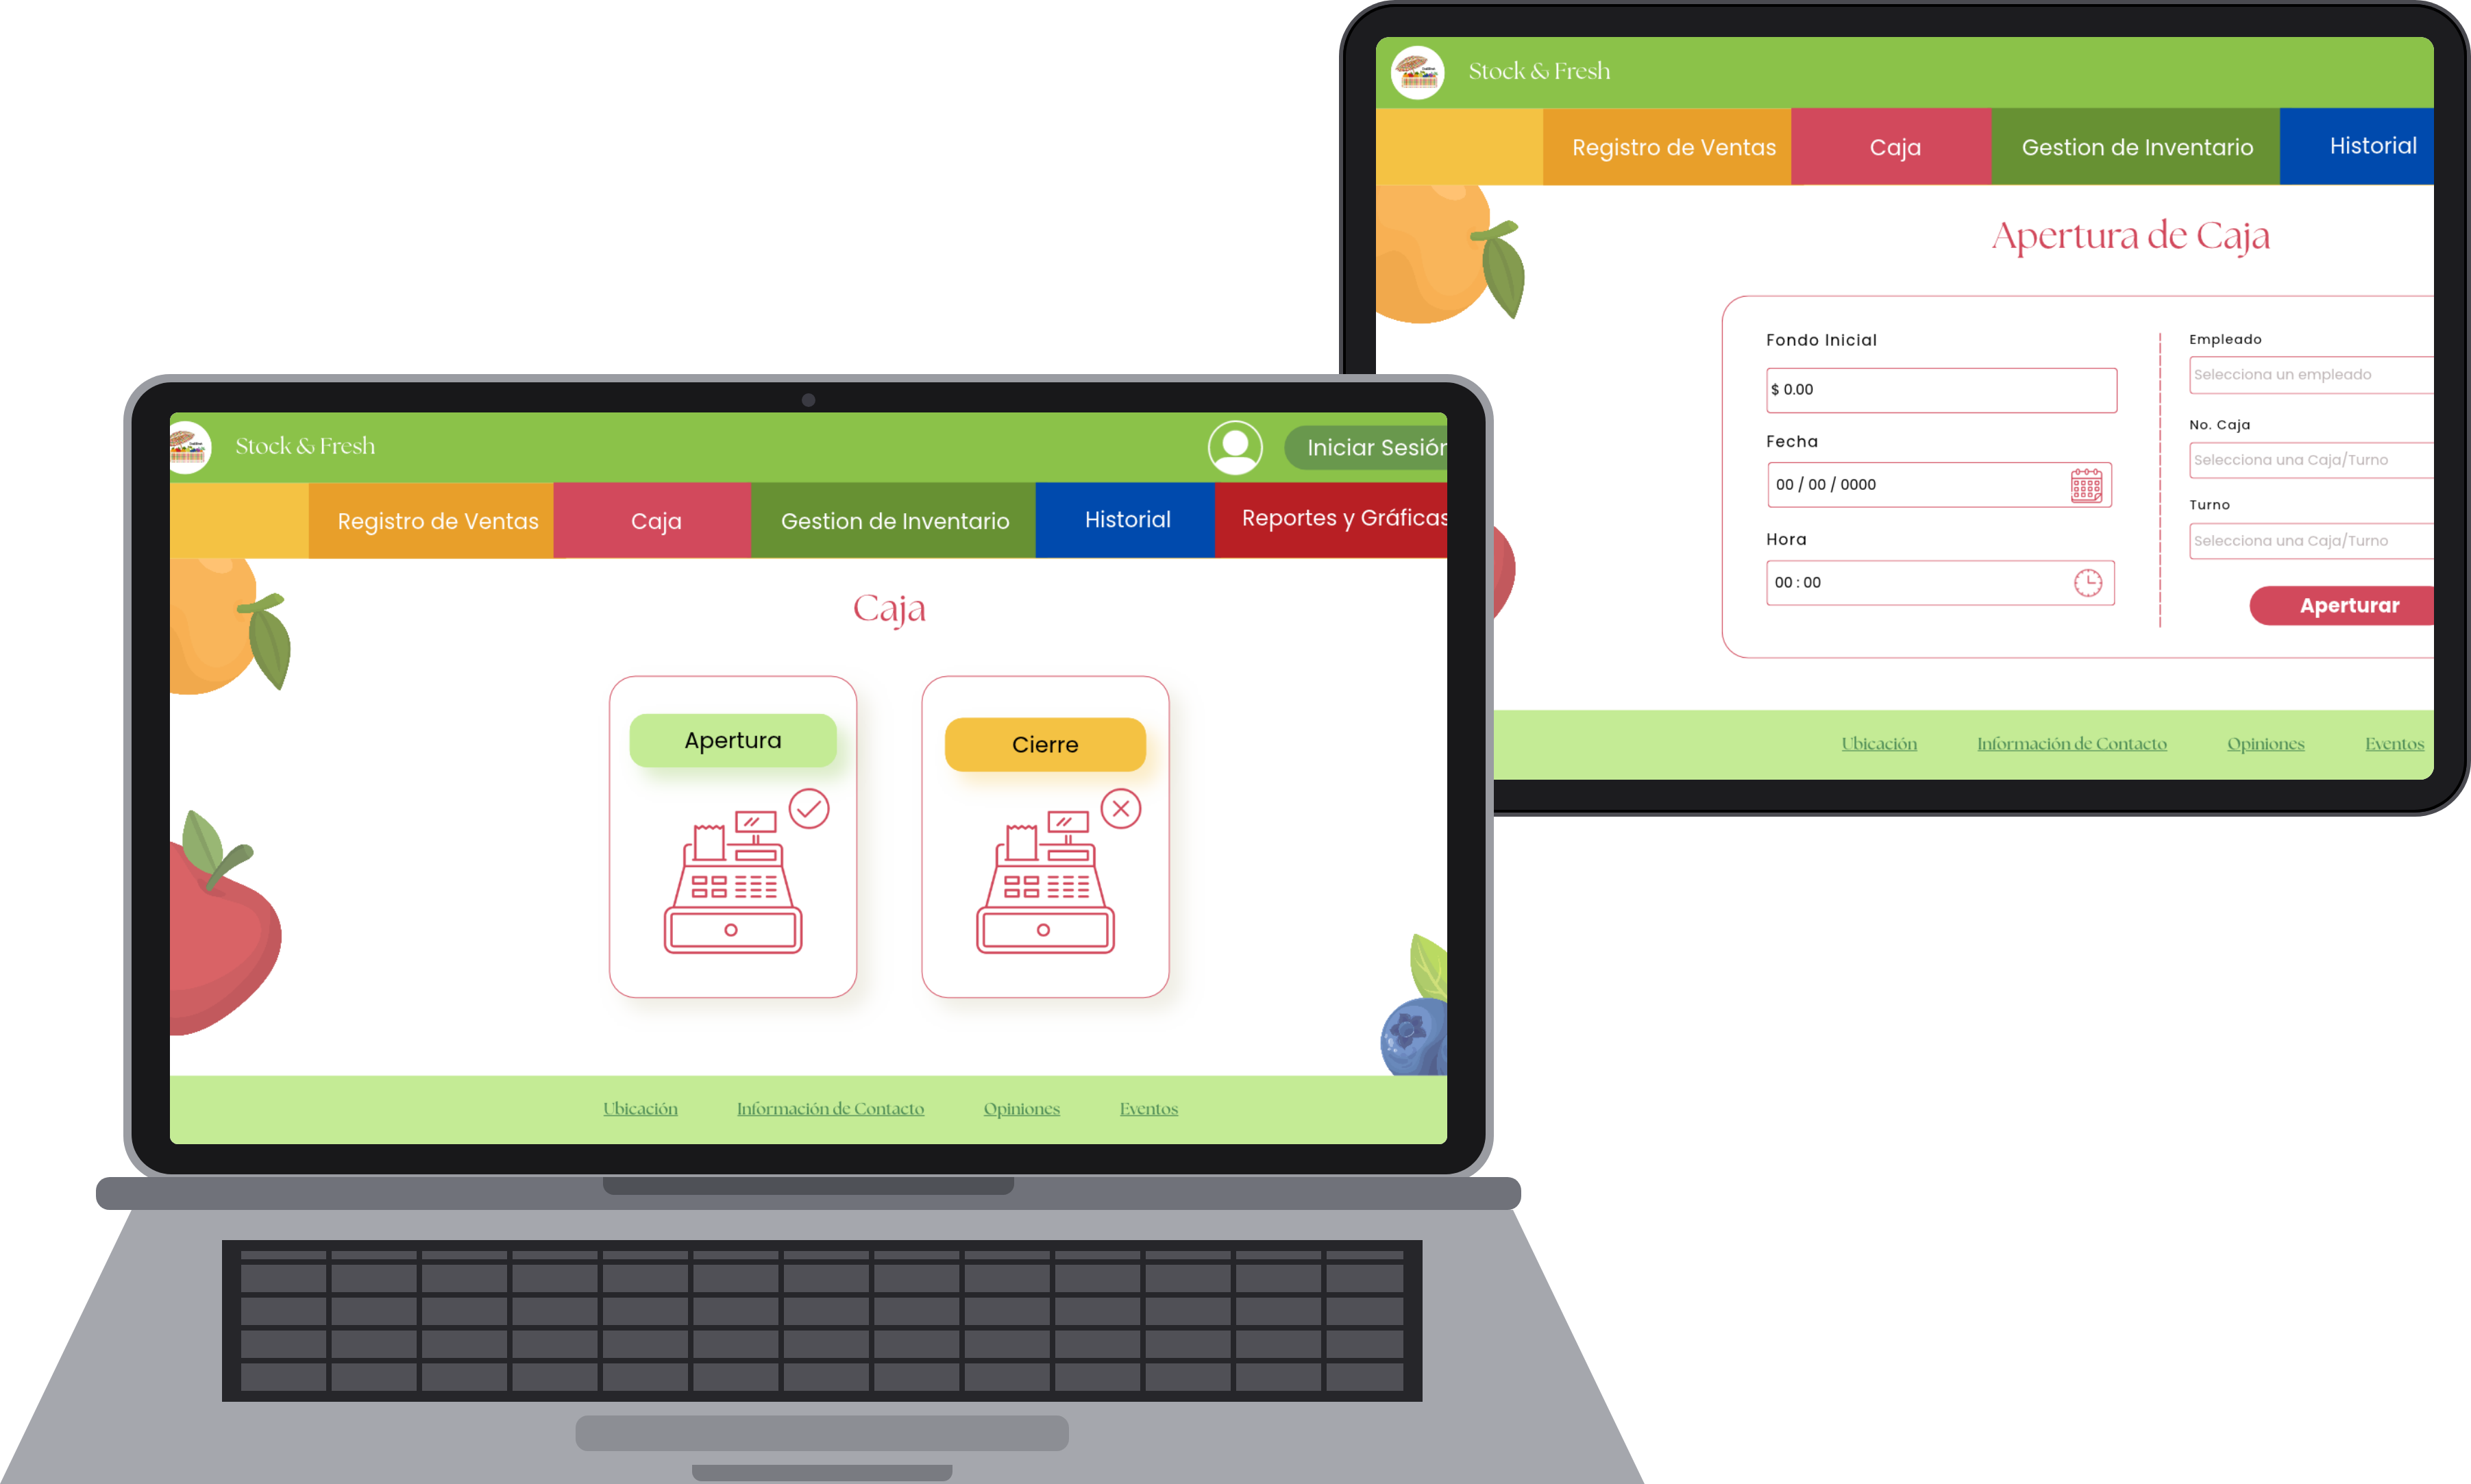 Stock & Fresh
Registro de Ventas
Caja
Gestion de Inventario
Historial
Apertura de Caja
Fondo Inicial
$ 0.00
Fecha
00 / 00 / 0000
Hora
00 : 00
Empleado
Selecciona un empleado
No. Caja
Selecciona una Caja/Turno
Turno
Selecciona una Caja/Turno
Aperturar
Ubicación
Información de Contacto
Opiniones
Eventos
Stock & Fresh
Iniciar Sesión
Registro de Ventas
Caja
Gestion de Inventario
Historial
Reportes y Gráficas
Caja
Apertura
Cierre
Ubicación
Información de Contacto
Opiniones
Eventos